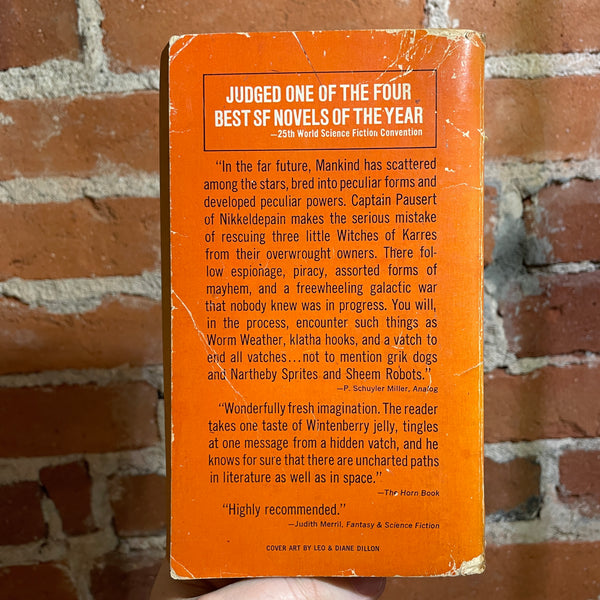 JUDGED ONE OF THE FOUR
BEST SF NOVELS OF THE YEAR
—25th World Science Fiction Convention
"In the far future, Mankind has scattered
among the stars, bred into peculiar forms and
developed peculiar powers. Captain Pausert
of Nikkeldepain makes the serious mistake
of rescuing three little Witches of Karres
from their overwrought owners. There fol-
low espionage, piracy, assorted forms of
mayhem, and a freewheeling galactic war
that nobody knew was in progress. You will,
in the process, encounter such things as
Worm Weather, klatha hooks, and a vatch to
end all vatches...not to mention grik dogs
and Nartheby Sprites and Sheem Robots."
—P. Schuyler Miller, Analog
"Wonderfully fresh imagination. The reader
takes one taste of Wintenberry jelly, tingles
at one message from a hidden vatch, and he
knows for sure that there are uncharted paths
in literature as well as in space."
—The Horn Book
"Highly recommended."
—Judith Merril, Fantasy & Science Fiction
COVER ART BY LEO & DIANE DILLON